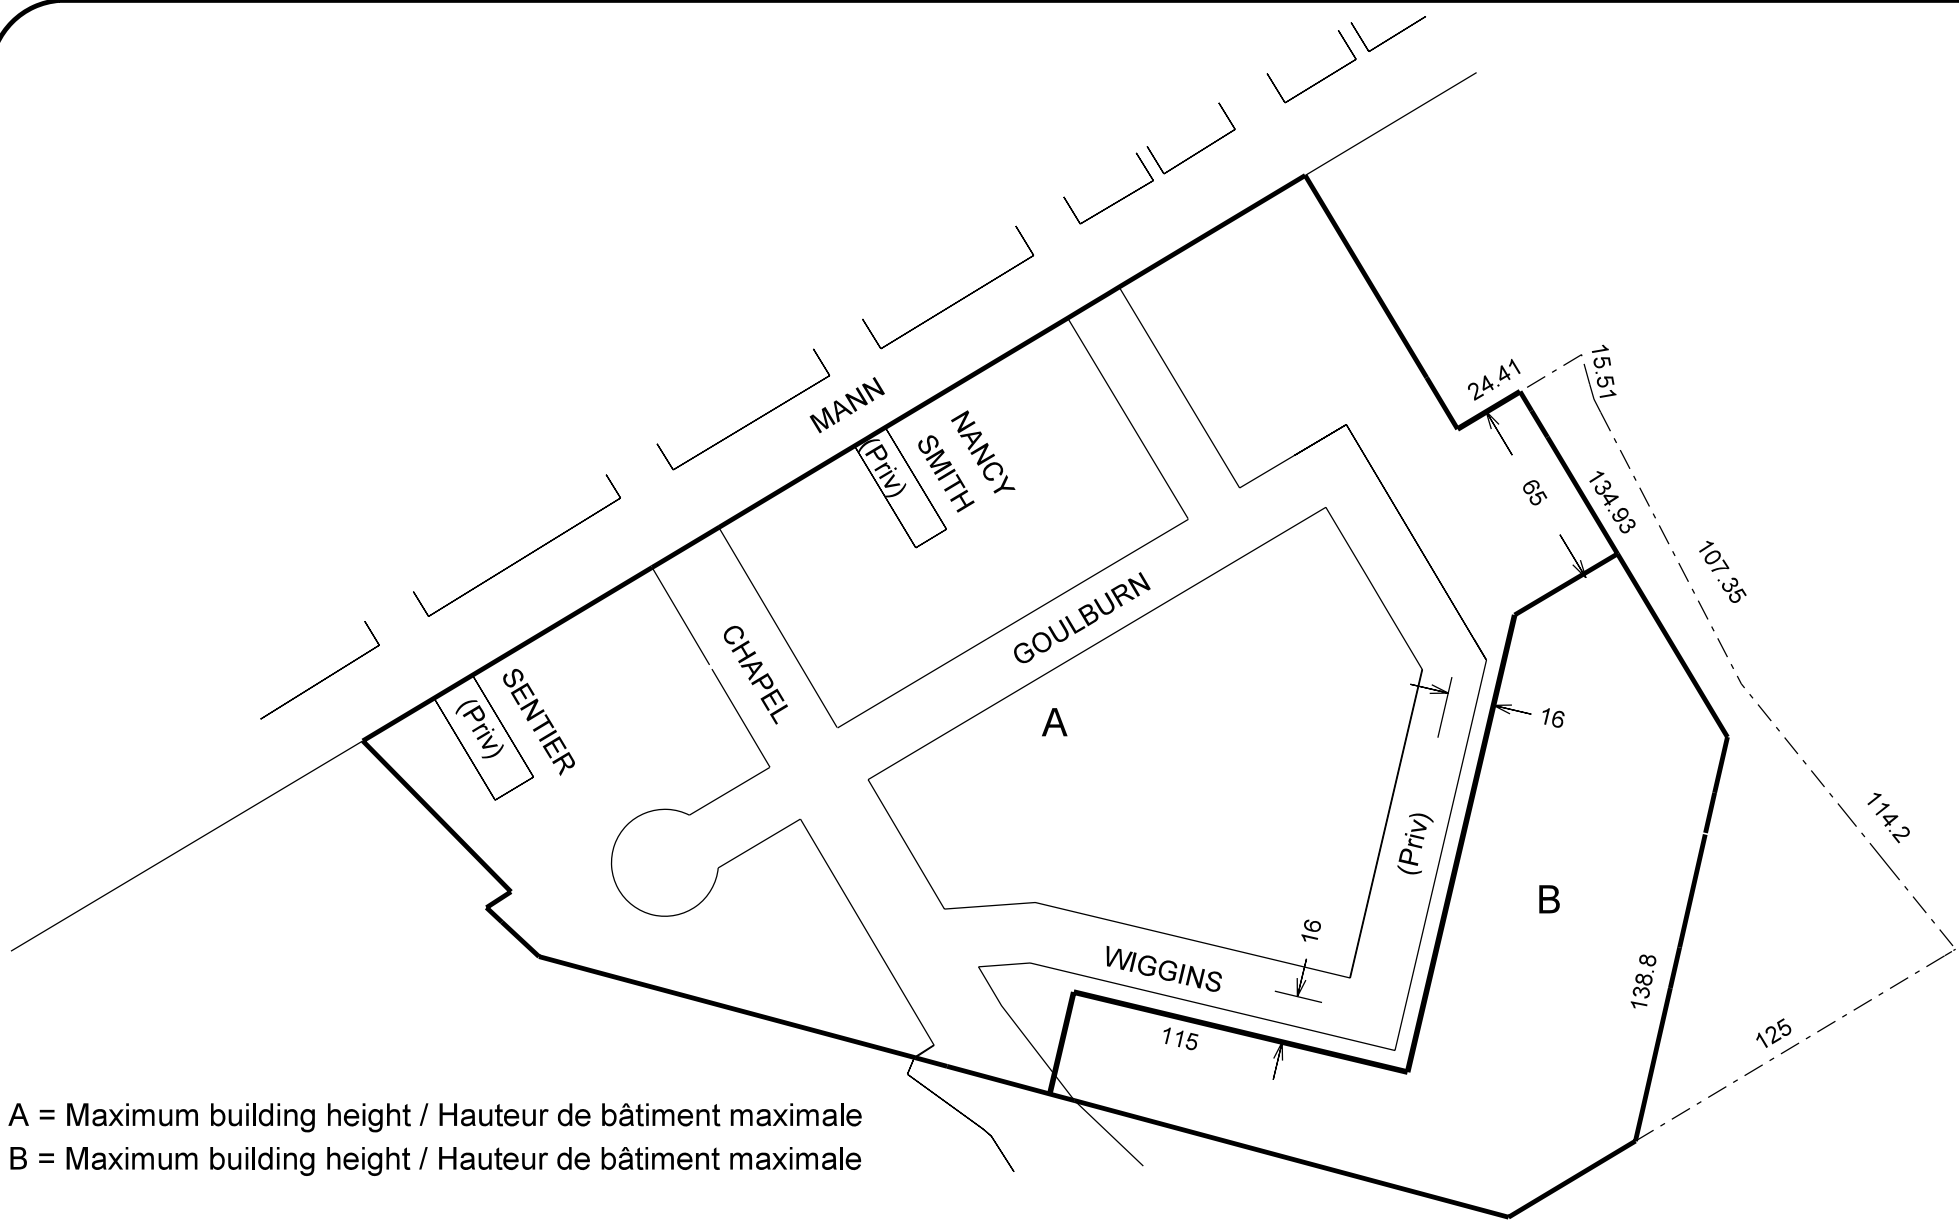 MANN
NANCY
SMITH
(Priv)
24.41
15.51
65
134.93
107.35
GOULBURN
CHAPEL
SENTIER
(Priv)
A
16
114.2
(Priv)
B
16
WIGGINS
115
138.8
125
A = Maximum building height / Hauteur de bâtiment maximale
B = Maximum building height / Hauteur de bâtiment maximale